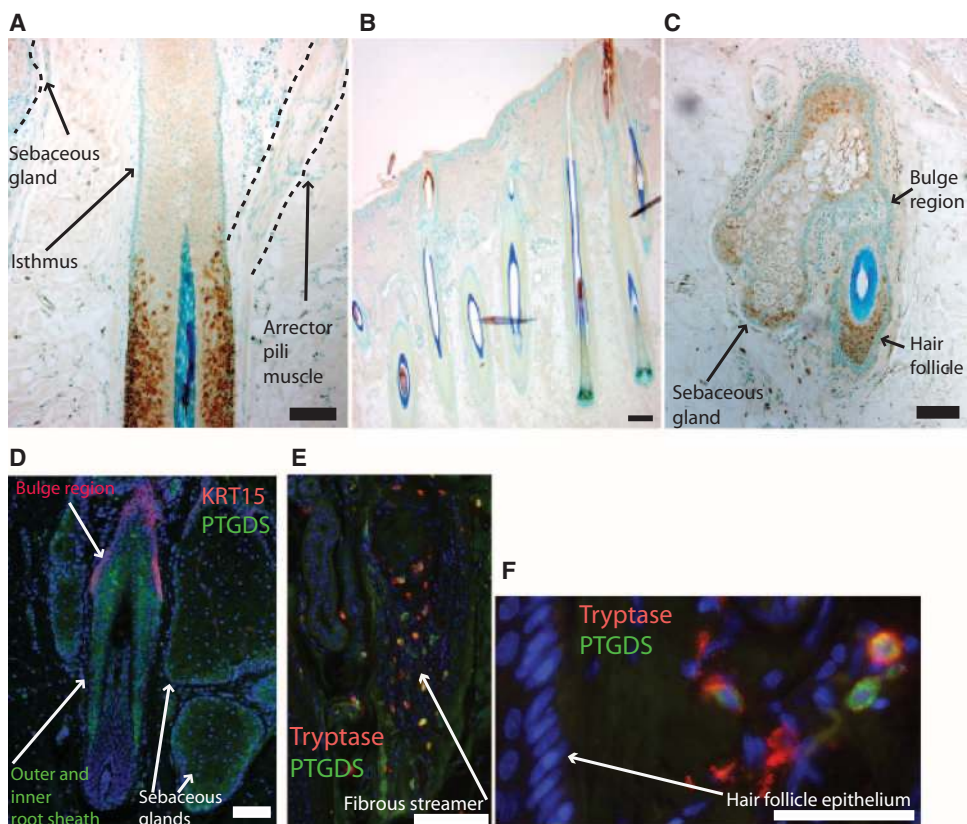 A
Sebaceous
gland
Isthmus
Arrector
pili
muscle
B
C
Bulge
region
Hair
follicle
Sebaceous
gland
D
Bulge region
KRT15
PTGDS
Outer and
inner
root sheath
Sebaceous
glands
E
Tryptase
PTGDS
Fibrous streamer
F
Tryptase
PTGDS
Hair follicle epithelium